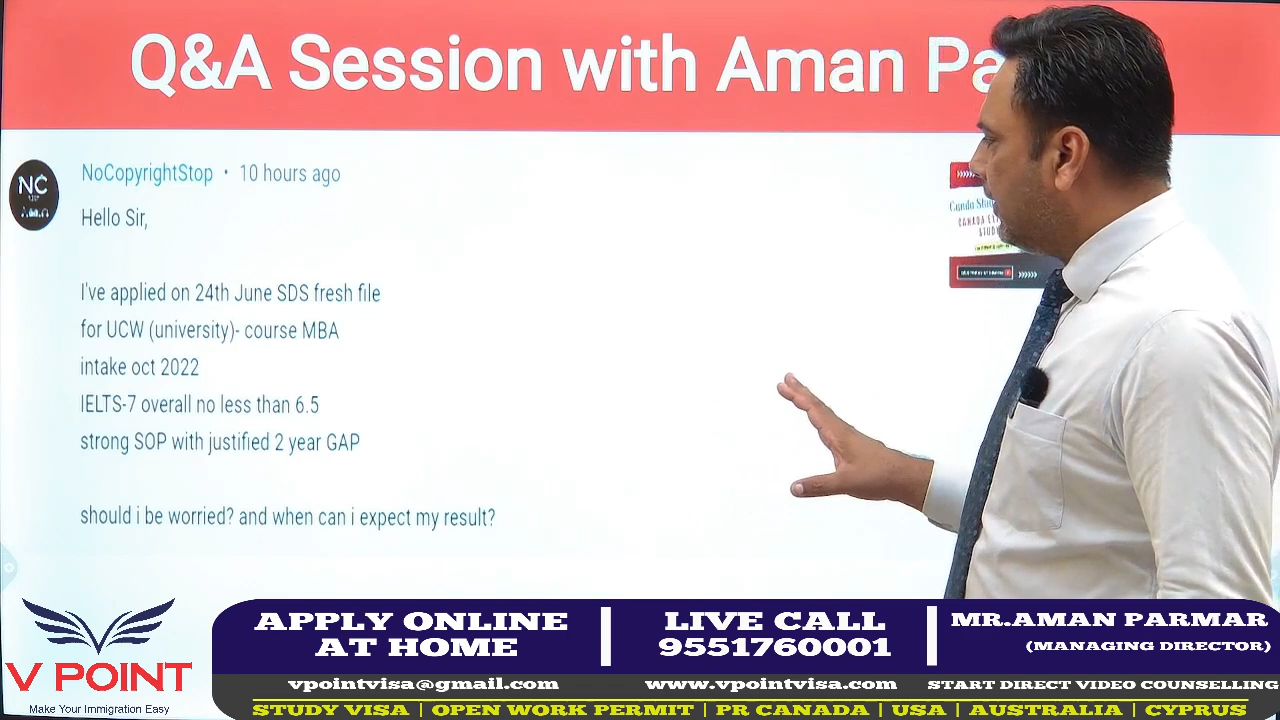 Q&A Session with Aman Pa
NoCopyrightStop • 10 hours ago
NC
Hello Sir,
I've applied on 24th June SDS fresh file
for UCW (university)- course MBA
intake oct 2022
IELTS-7 overall no less than 6.5
strong SOP with justified 2 year GAP
should i be worried? and when can i expect my result?
V POINT
Make Your Immigration Easy
APPLY ONLINE
AT HOME
LIVE CALL
9551760001
MR.AMAN PARMAR
(MANAGING DIRECTOR)
vpointvisa@gmail.com
www.vpointvisa.com
START DIRECT VIDEO COUNSELLING
STUDY VISA | OPEN WORK PERMIT | PR CANADA | USA | AUSTRALIA | CYPRUS